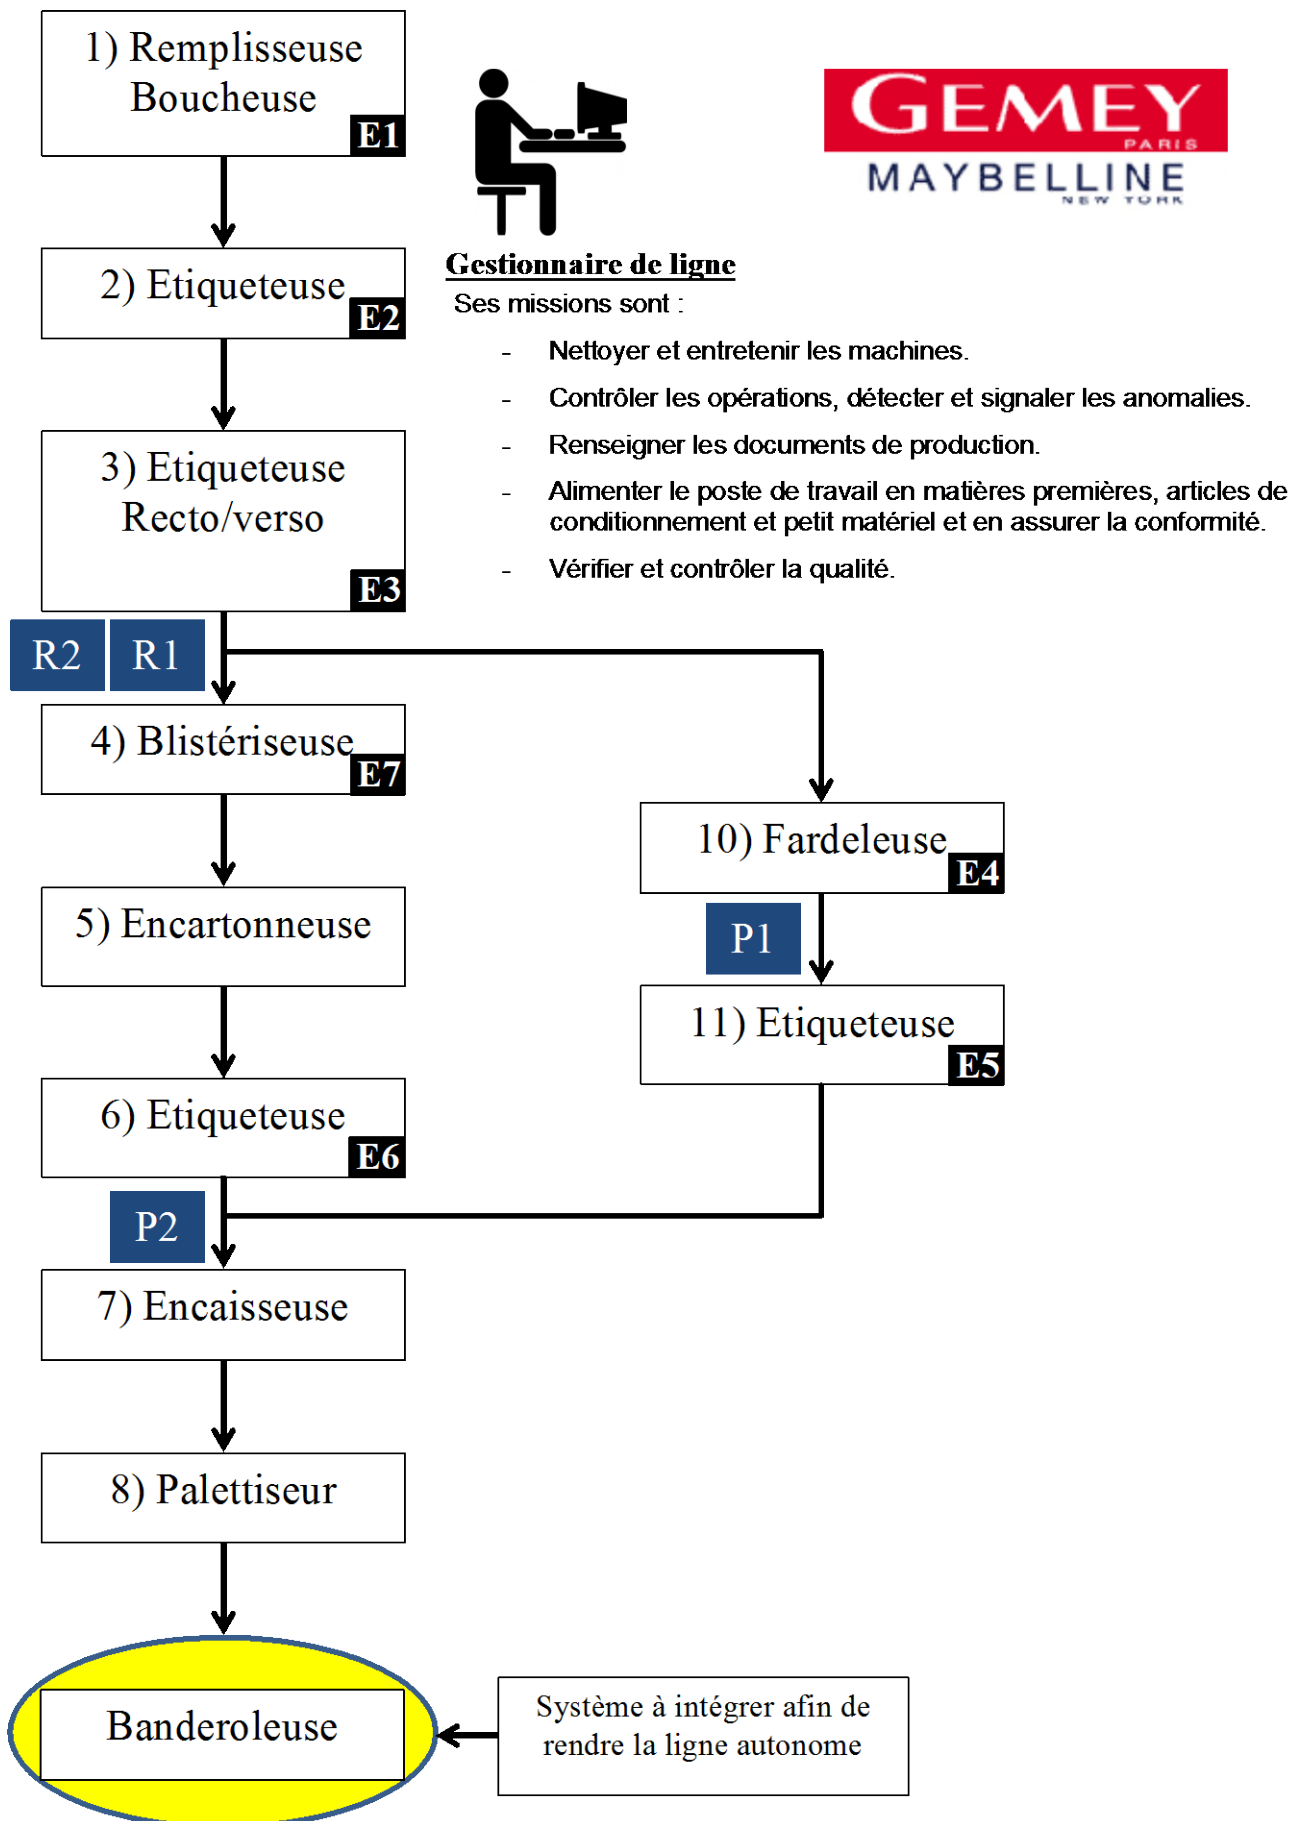 1) Remplisseuse
Boucheuse
E1
GEMEY
PARIS
MAYBELLINE
NEW YORK
2) Etiqueteuse
E2
Gestionnaire de ligne
Ses missions sont :
- Nettoyer et entretenir les machines.
- Contrôler les opérations, détecter et signaler les anomalies.
- Renseigner les documents de production.
- Alimenter le poste de travail en matières premières, articles de
conditionnement et petit matériel et en assurer la conformité.
- Vérifier et contrôler la qualité.
3) Etiqueteuse
Recto/verso
E3
R2
R1
4) Blistériseuse
E7
10) Fardeleuse
E4
5) Encartonneuse
P1
11) Etiqueteuse
E5
6) Etiqueteuse
E6
P2
7) Encaisseuse
8) Palettiseur
Banderoleuse
Système à intégrer afin de
rendre la ligne autonome